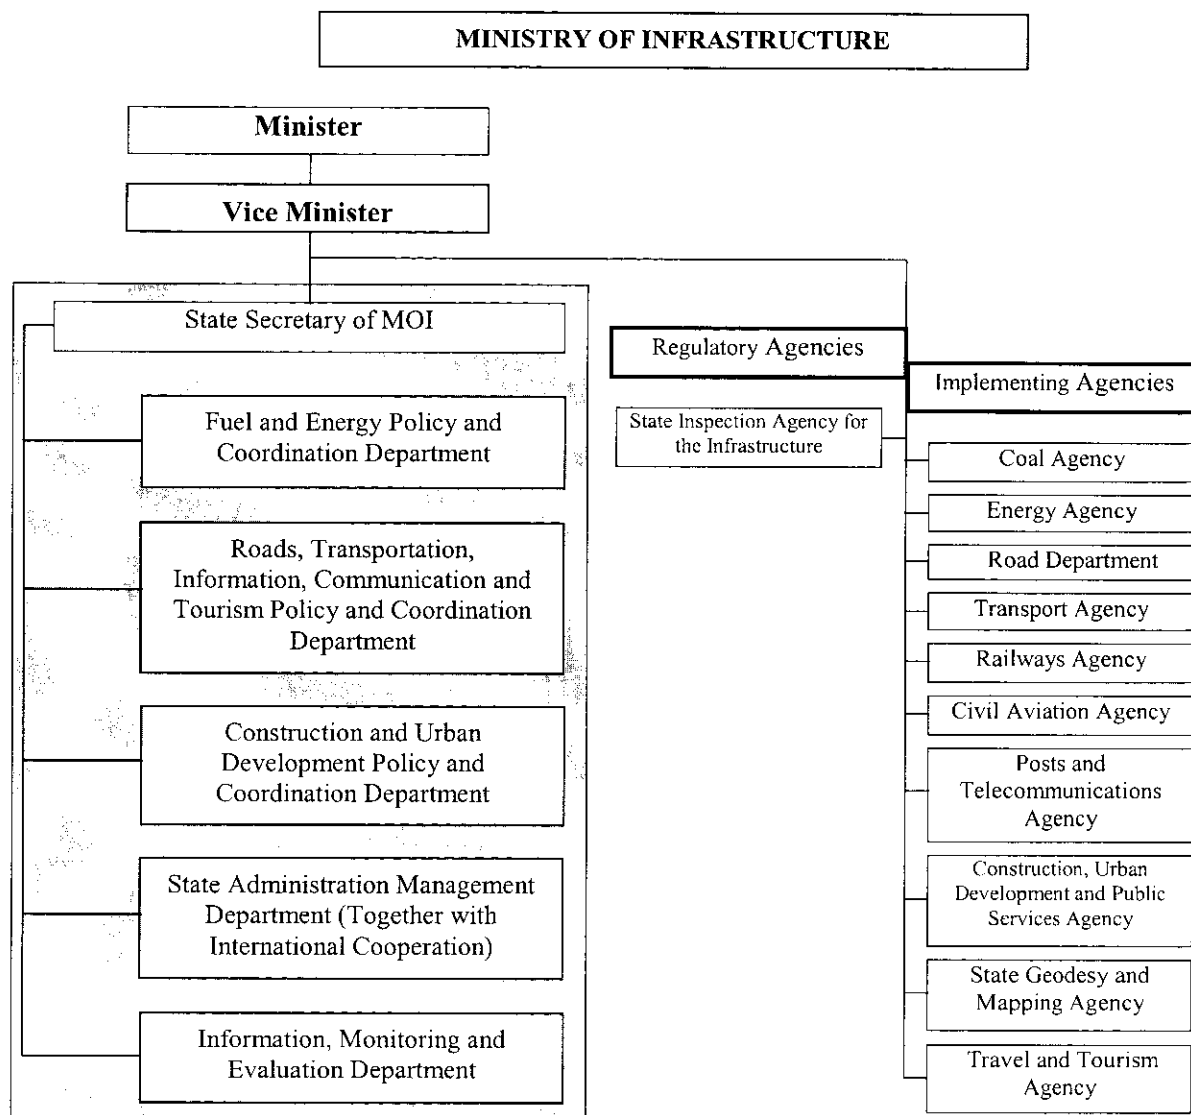 MINISTRY OF INFRASTRUCTURE
Minister
Vice Minister
State Secretary of MOI
Fuel and Energy Policy and
Coordination Department
Roads, Transportation,
Information, Communication and
Tourism Policy and Coordination
Department
Construction and Urban
Development Policy and
Coordination Department
State Administration Management
Department (Together with
International Cooperation)
Information, Monitoring and
Evaluation Department
Regulatory Agencies
State Inspection Agency for
the Infrastructure
Implementing Agencies
Coal Agency
Energy Agency
Road Department
Transport Agency
Railways Agency
Civil Aviation Agency
Posts and
Telecommunications
Agency
Construction, Urban
Development and Public
Services Agency
State Geodesy and
Mapping Agency
Travel and Tourism
Agency